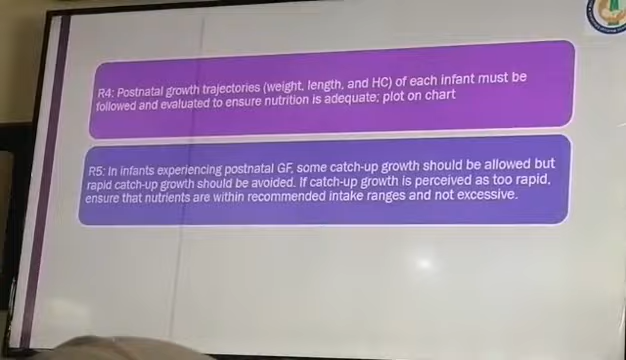 R4: Postnatal growth trajectories (weight, length, and HC) of each infant must be
followed and evaluated to ensure nutrition is adequate; plot on chart
R5: In infants experiencing postnatal GF, some catch-up growth should be allowed but
rapid catch-up growth should be avoided. If catch-up growth is perceived as too rapid,
ensure that nutrients are within recommended intake ranges and not excessive.